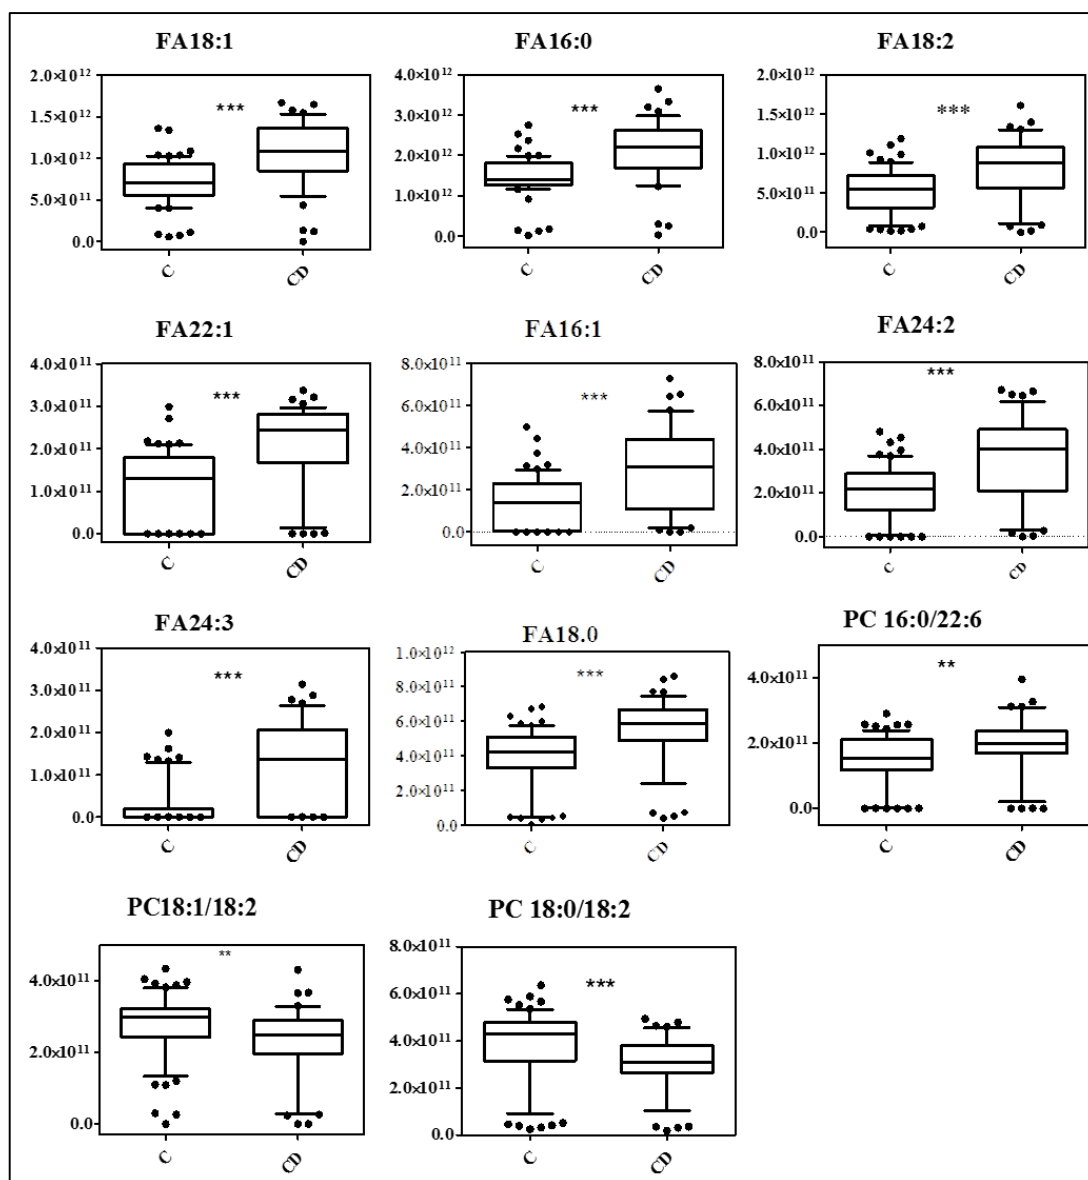 FA18:1
2.0×10¹²
1.5×10¹²
1.0×10¹²
5.0×10¹¹
0.0
***
C
CD
FA16:0
4.0×10¹²
3.0×10¹²
2.0×10¹²
1.0×10¹²
0.0
***
C
CD
FA18:2
2.0×10¹²
1.5×10¹²
1.0×10¹²
5.0×10¹¹
0.0
***
C
CD
FA22:1
4.0×10¹¹
3.0×10¹¹
2.0×10¹¹
1.0×10¹¹
0.0
***
C
CD
FA16:1
8.0×10¹¹
6.0×10¹¹
4.0×10¹¹
2.0×10¹¹
0.0
***
C
CD
FA24:2
8.0×10¹¹
6.0×10¹¹
4.0×10¹¹
2.0×10¹¹
0.0
***
C
CD
FA24:3
4.0×10¹¹
3.0×10¹¹
2.0×10¹¹
1.0×10¹¹
0.0
***
C
CD
FA18.0
1.0×10¹²
8.0×10¹¹
6.0×10¹¹
4.0×10¹¹
2.0×10¹¹
0.0
***
C
CD
PC 16:0/22:6
4.0×10¹¹
2.0×10¹¹
0.0
**
C
CD
PC18:1/18:2
4.0×10¹¹
2.0×10¹¹
0.0
**
C
CD
PC 18:0/18:2
8.0×10¹¹
6.0×10¹¹
4.0×10¹¹
2.0×10¹¹
0.0
***
C
CD